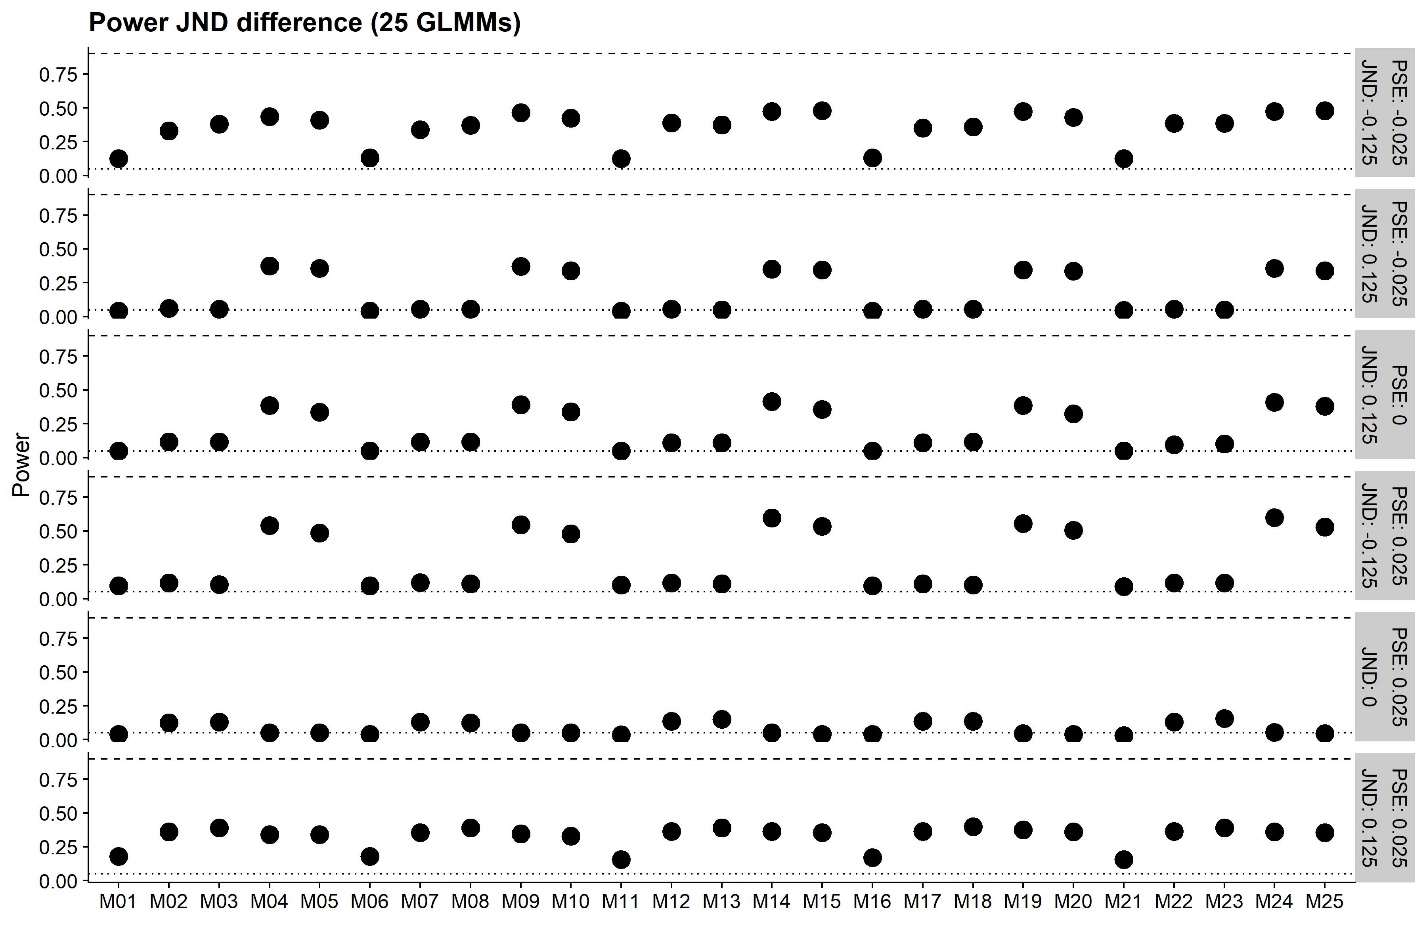 Power JND difference (25 GLMMs)
Power
0.75
0.50
0.25
0.00
PSE: -0.025
JND: -0.125
0.75
0.50
0.25
0.00
PSE: -0.025
JND: 0.125
0.75
0.50
0.25
0.00
PSE: 0
JND: 0.125
0.75
0.50
0.25
0.00
PSE: 0.025
JND: -0.125
0.75
0.50
0.25
0.00
PSE: 0.025
JND: 0
0.75
0.50
0.25
0.00
PSE: 0.025
JND: 0.125
M01 M02 M03 M04 M05 M06 M07 M08 M09 M10 M11 M12 M13 M14 M15 M16 M17 M18 M19 M20 M21 M22 M23 M24 M25